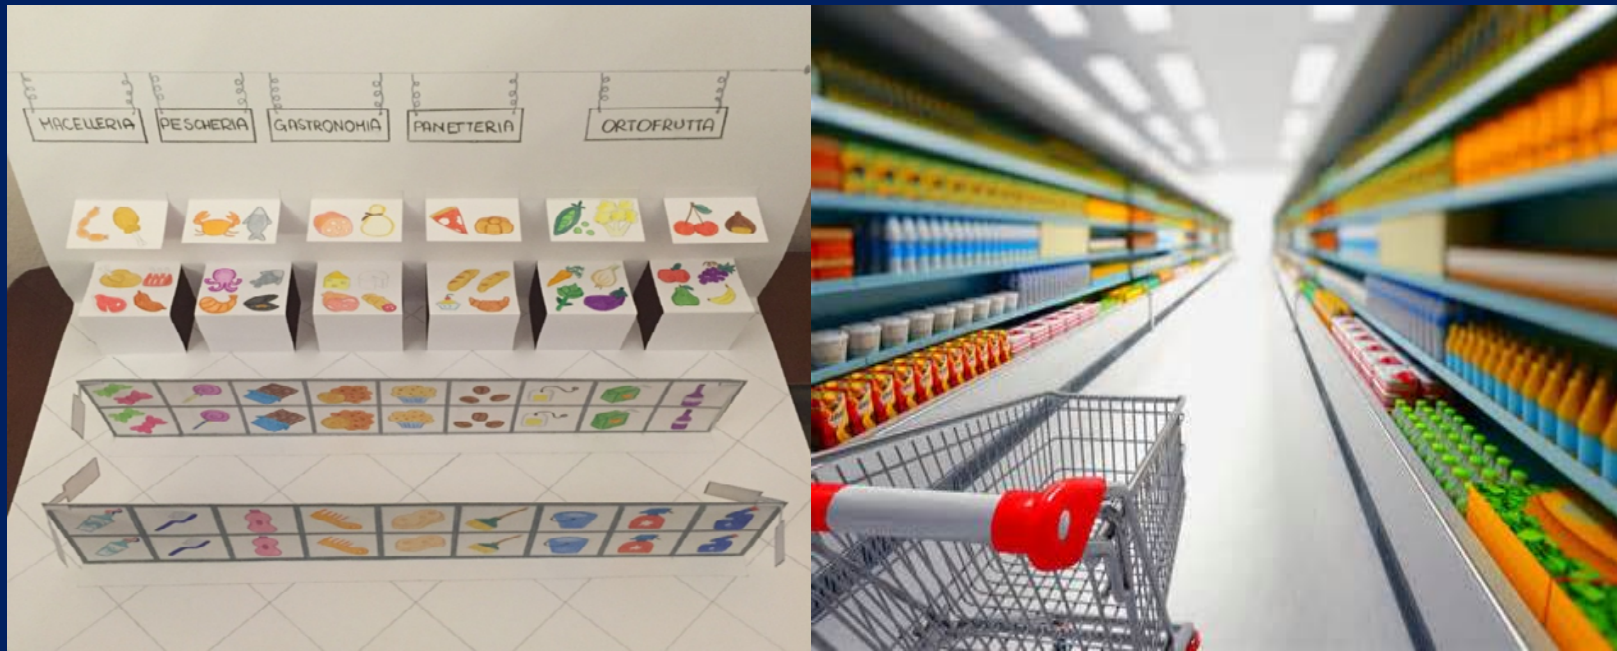 MACELLERIA
PESCHERIA
GASTRONOMIA
PANETTERIA
ORTOFRUTTA